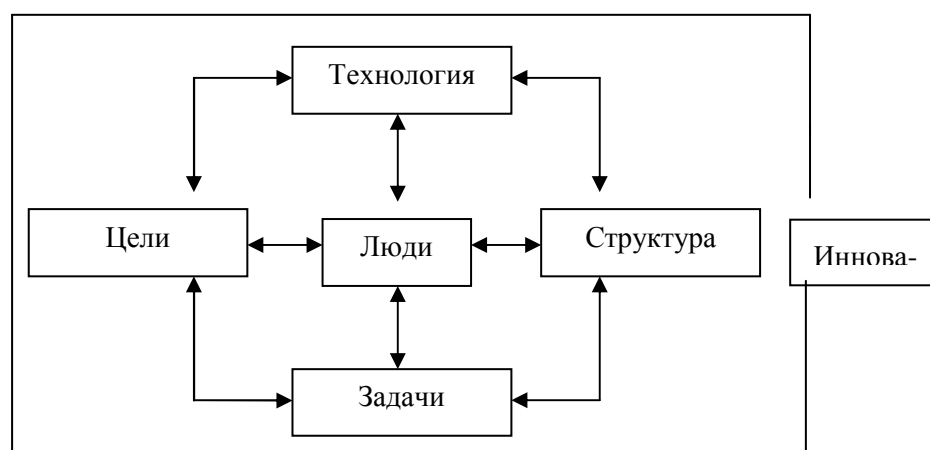 Технология
Цели
Люди
Структура
Иннова-
Задачи